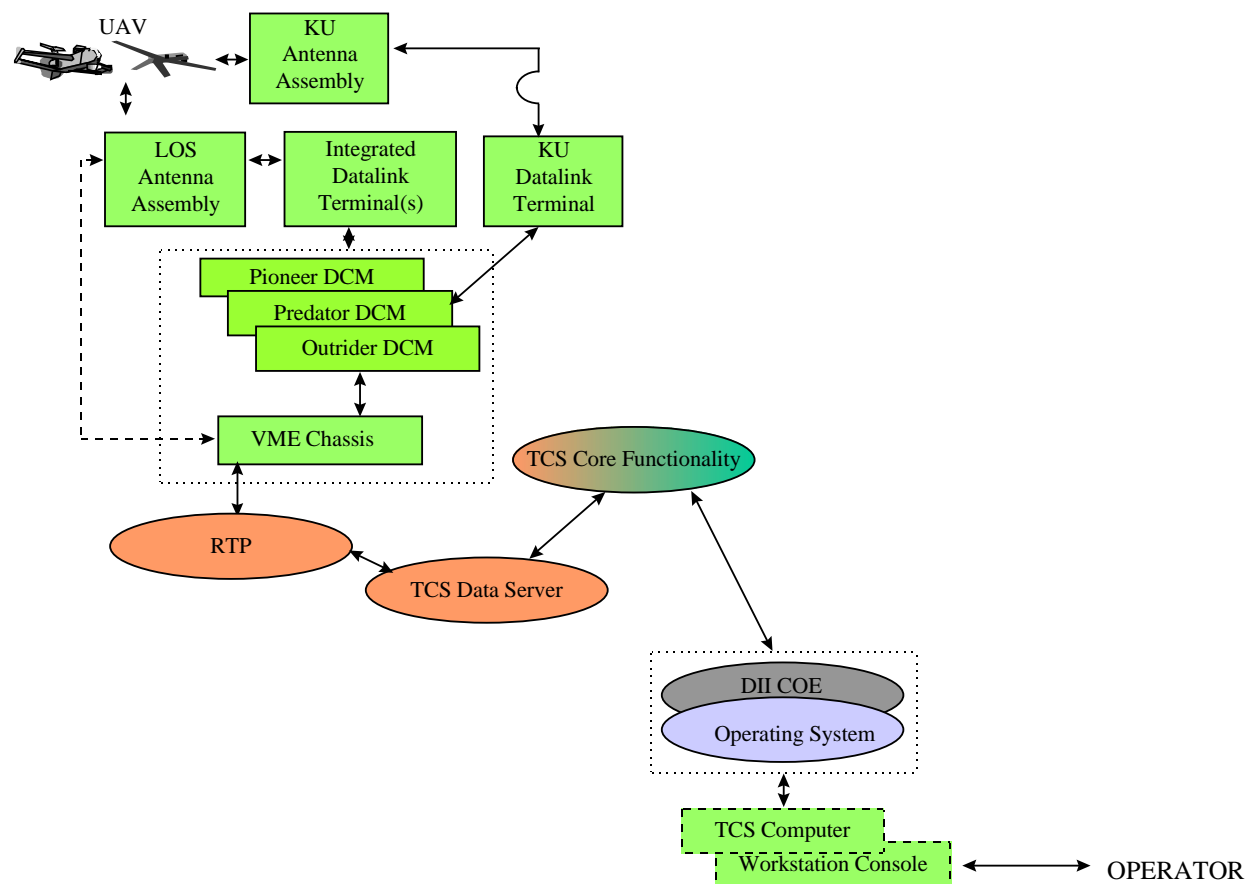 UAV
KU
Antenna
Assembly
LOS
Antenna
Assembly
Integrated
Datalink
Terminal(s)
KU
Datalink
Terminal
Pioneer DCM
Predator DCM
Outrider DCM
VME Chassis
TCS Core Functionality
RTP
TCS Data Server
DII COE
Operating System
TCS Computer
Workstation Console
OPERATOR